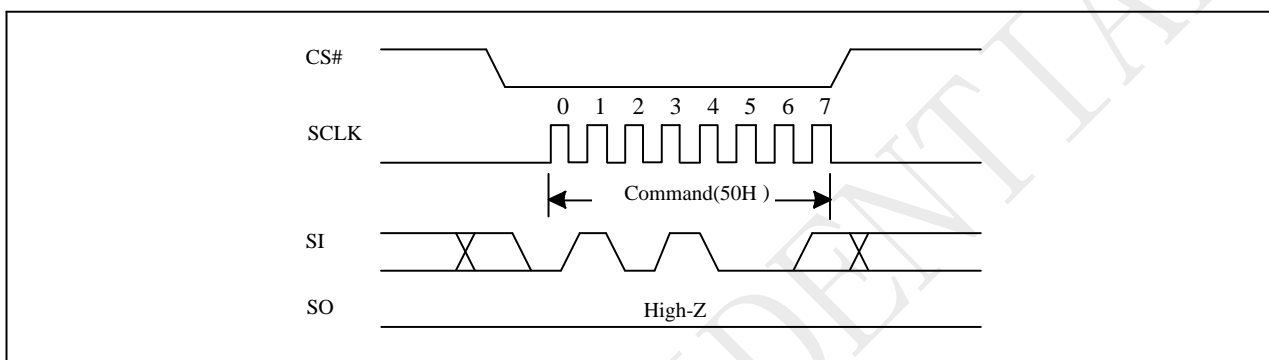 CS#
0 1 2 3 4 5 6 7
SCLK
Command(50H )
SI
SO
High-Z